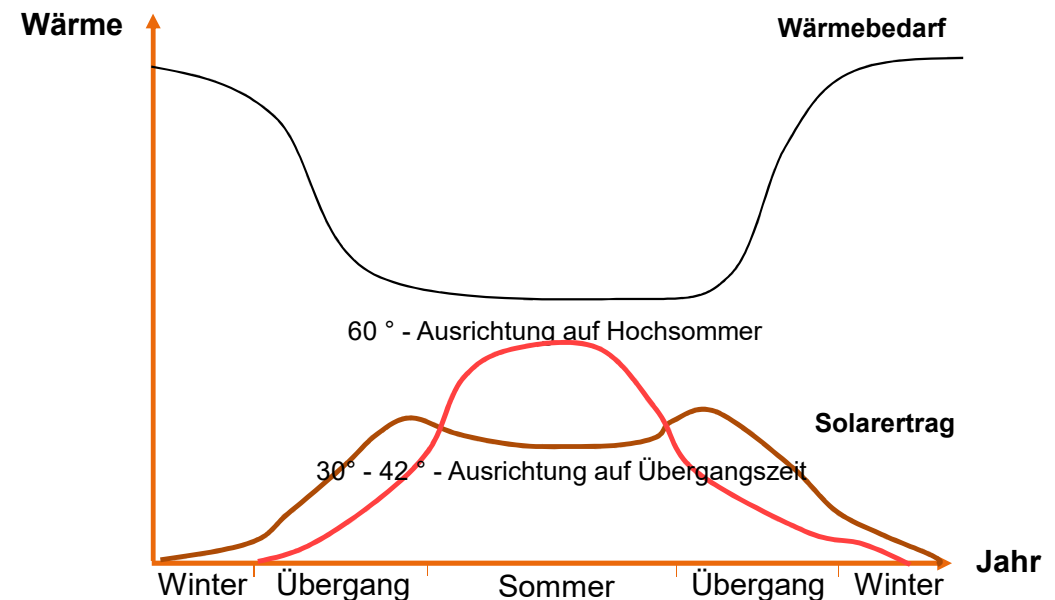 Wärme
Wärmebedarf
60 ° - Ausrichtung auf Hochsommer
Solarertrag
30° - 42 ° - Ausrichtung auf Übergangszeit
Jahr
Winter Übergang Sommer Übergang Winter